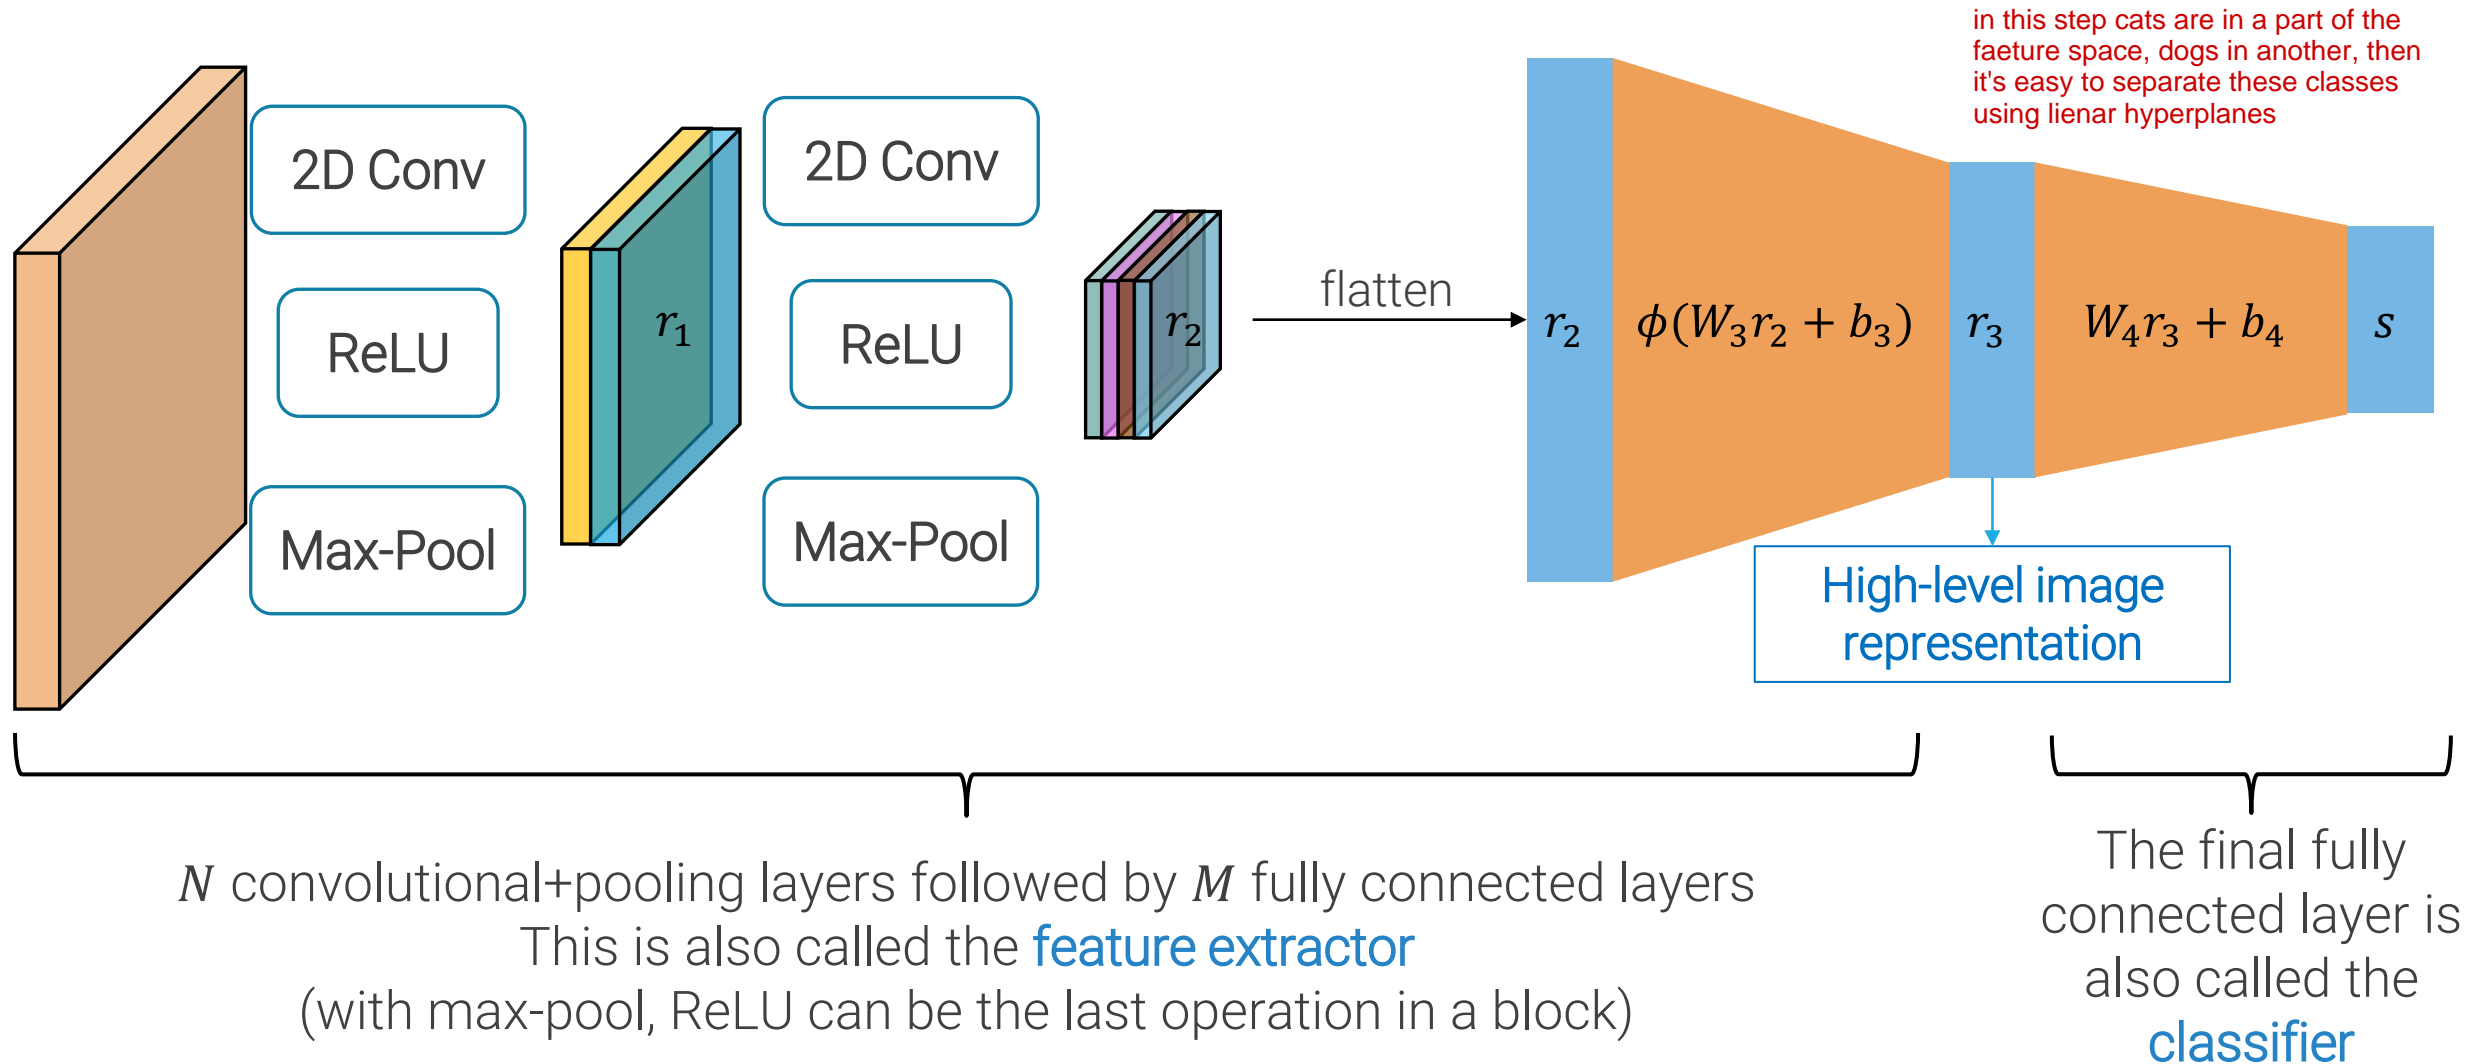 in this step cats are in a part of the
faeture space, dogs in another, then
it's easy to separate these classes
using lienar hyperplanes
2D Conv
ReLU
Max-Pool
r₁
2D Conv
ReLU
Max-Pool
r₂
flatten
r₂
ϕ(W₃r₂ + b₃)
r₃
W₄r₃ + b₄
s
High-level image
representation
N convolutional+pooling layers followed by M fully connected layers
This is also called the feature extractor
(with max-pool, ReLU can be the last operation in a block)
The final fully
connected layer is
also called the
classifier